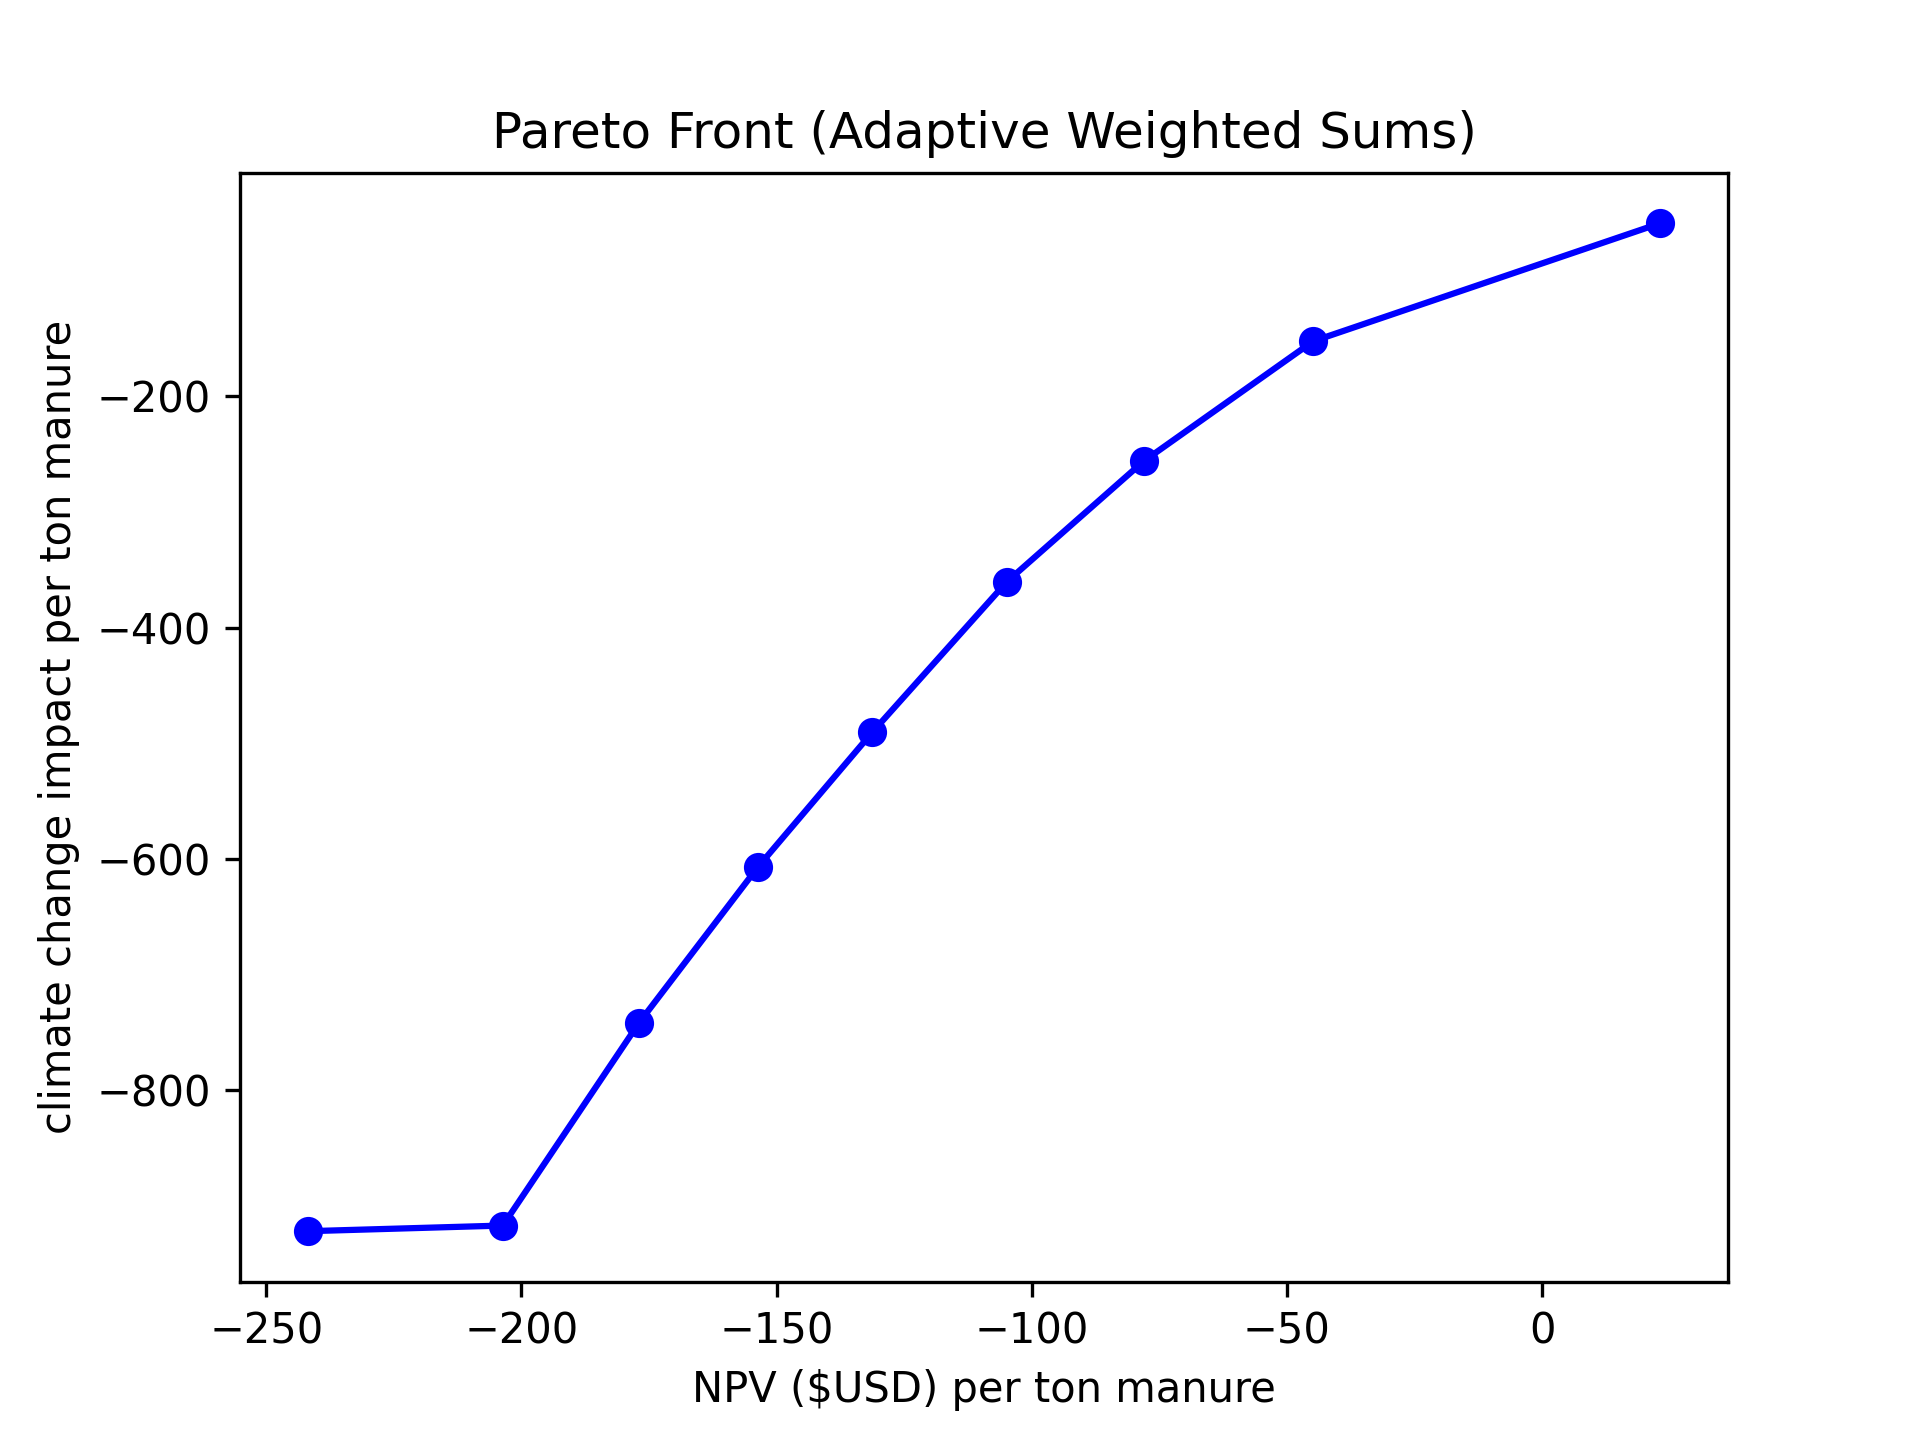 Pareto Front (Adaptive Weighted Sums)
climate change impact per ton manure
−200
−400
−600
−800
−250 −200 −150 −100 −50 0
NPV ($USD) per ton manure